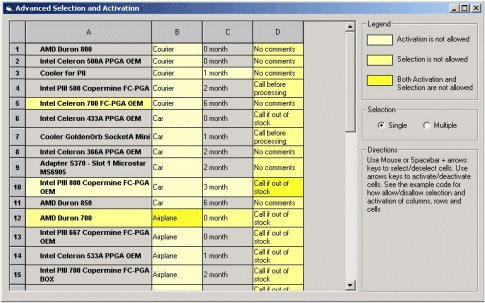 Advanced Selection and Activation
A B C D
1 AMD Duron 800 Courier 0 month No comments
2 Intel Celeron 500A PPGA OEM Courier 0 month No comments
3 Cooler for PII Courier 1 month No comments
4 Intel PIII 500 Copermine FC-PGA OEM Courier 2 month Call before processing
5 Intel Celeron 700 FC-PGA OEM Courier 6 month No comments
6 Intel Celeron 433A PPGA OEM Car 0 month Call if out of stock
7 Cooler GoldenOrb SocketA Mini Car 1 month Call before processing
8 Intel Celeron 366A PPGA OEM Car 2 month No comments
9 Adapter S370 - Slot 1 Microstar MS6905 Car 2 month No comments
10 Intel PIII 800 Copermine FC-PGA OEM Car 3 month Call if out of stock
11 AMD Duron 850 Car 6 month No comments
12 AMD Duron 700 Airplane 0 month Call if out of stock
13 Intel PIII 667 Copermine FC-PGA OEM Airplane 0 month Call if out of stock
14 Intel Celeron 533A PPGA OEM Airplane 1 month Call if out of stock
15 Intel PIII 700 Copermine FC-PGA BOX Airplane 2 month Call if out of stock
Legend
Activation is not allowed
Selection is not allowed
Both Activation and
Selection are not allowed
Selection
Single Multiple
Directions
Use Mouse or Spacebar + arrows
keys to select/deselect cells. Use
arrows keys to activate/deactivate
cells. See the example code for
how allow/disallow selection and
activation of columns, rows and
cells